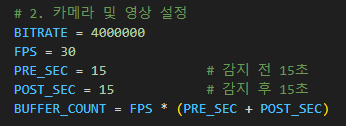 # 2. 카메라 및 영상 설정
BITRATE = 4000000
FPS = 30
PRE_SEC = 15 # 감지 전 15초
POST_SEC = 15 # 감지 후 15초
BUFFER_COUNT = FPS * (PRE_SEC + POST_SEC)